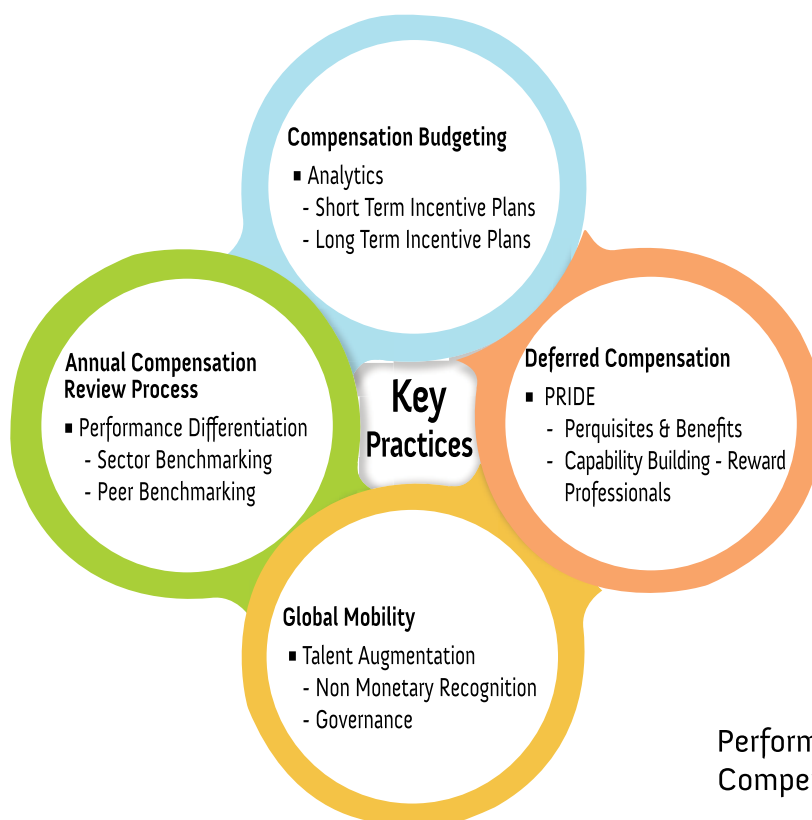 Compensation Budgeting
▪ Analytics
- Short Term Incentive Plans
- Long Term Incentive Plans
Annual Compensation
Review Process
▪ Performance Differentiation
- Sector Benchmarking
- Peer Benchmarking
Key
Practices
Deferred Compensation
▪ PRIDE
- Perquisites & Benefits
- Capability Building - Reward
Professionals
Global Mobility
▪ Talent Augmentation
- Non Monetary Recognition
- Governance